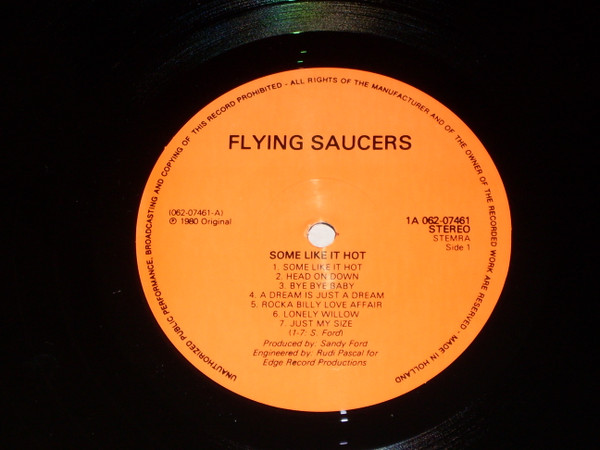 UNAUTHORIZED PUBLIC PERFORMANCE, BROADCASTING AND COPYING OF THIS RECORD PROHIBITED - ALL RIGHTS OF THE MANUFACTURER AND OF THE OWNER OF THE RECORDED WORK ARE RESERVED - MADE IN HOLLAND
FLYING SAUCERS
(062-07461-A)
℗ 1980 Original
1A 062-07461
STEREO
STEMRA
Side 1
SOME LIKE IT HOT
1. SOME LIKE IT HOT
2. HEAD ON DOWN
3. BYE BYE BABY
4. A DREAM IS JUST A DREAM
5. ROCKA BILLY LOVE AFFAIR
6. LONELY WILLOW
7. JUST MY SIZE
(1-7: S. Ford)
Produced by: Sandy Ford
Engineered by: Rudi Pascal for
Edge Record Productions